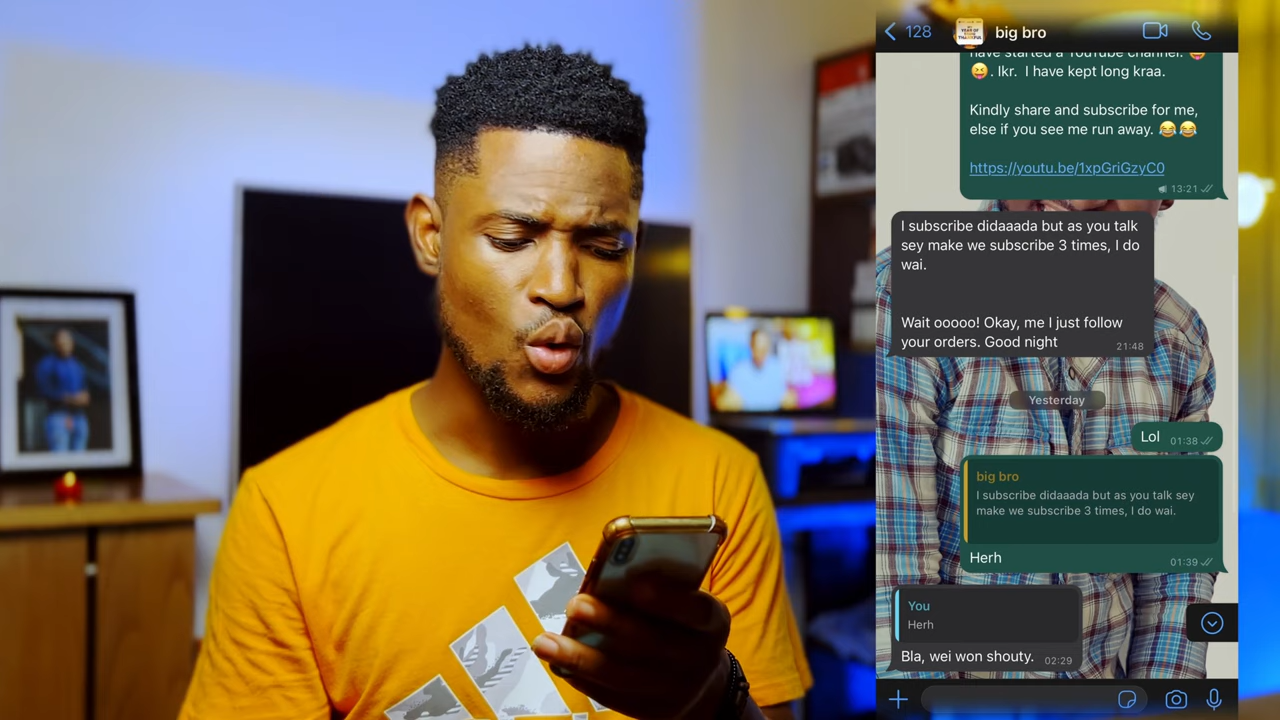 128
big bro
have started a YouTube channel. 😝
😝. Ikr. I have kept long kraa.
Kindly share and subscribe for me,
else if you see me run away. 😂😂
https://youtu.be/1xpGriGzyC0
13:21
I subscribe didaaada but as you talk
sey make we subscribe 3 times, I do
wai.
Wait ooooo! Okay, me I just follow
your orders. Good night
21:48
Yesterday
Lol 01:38
big bro
I subscribe didaaada but as you talk sey
make we subscribe 3 times, I do wai.
Herh
01:39
You
Herh
Bla, wei won shouty. 02:29